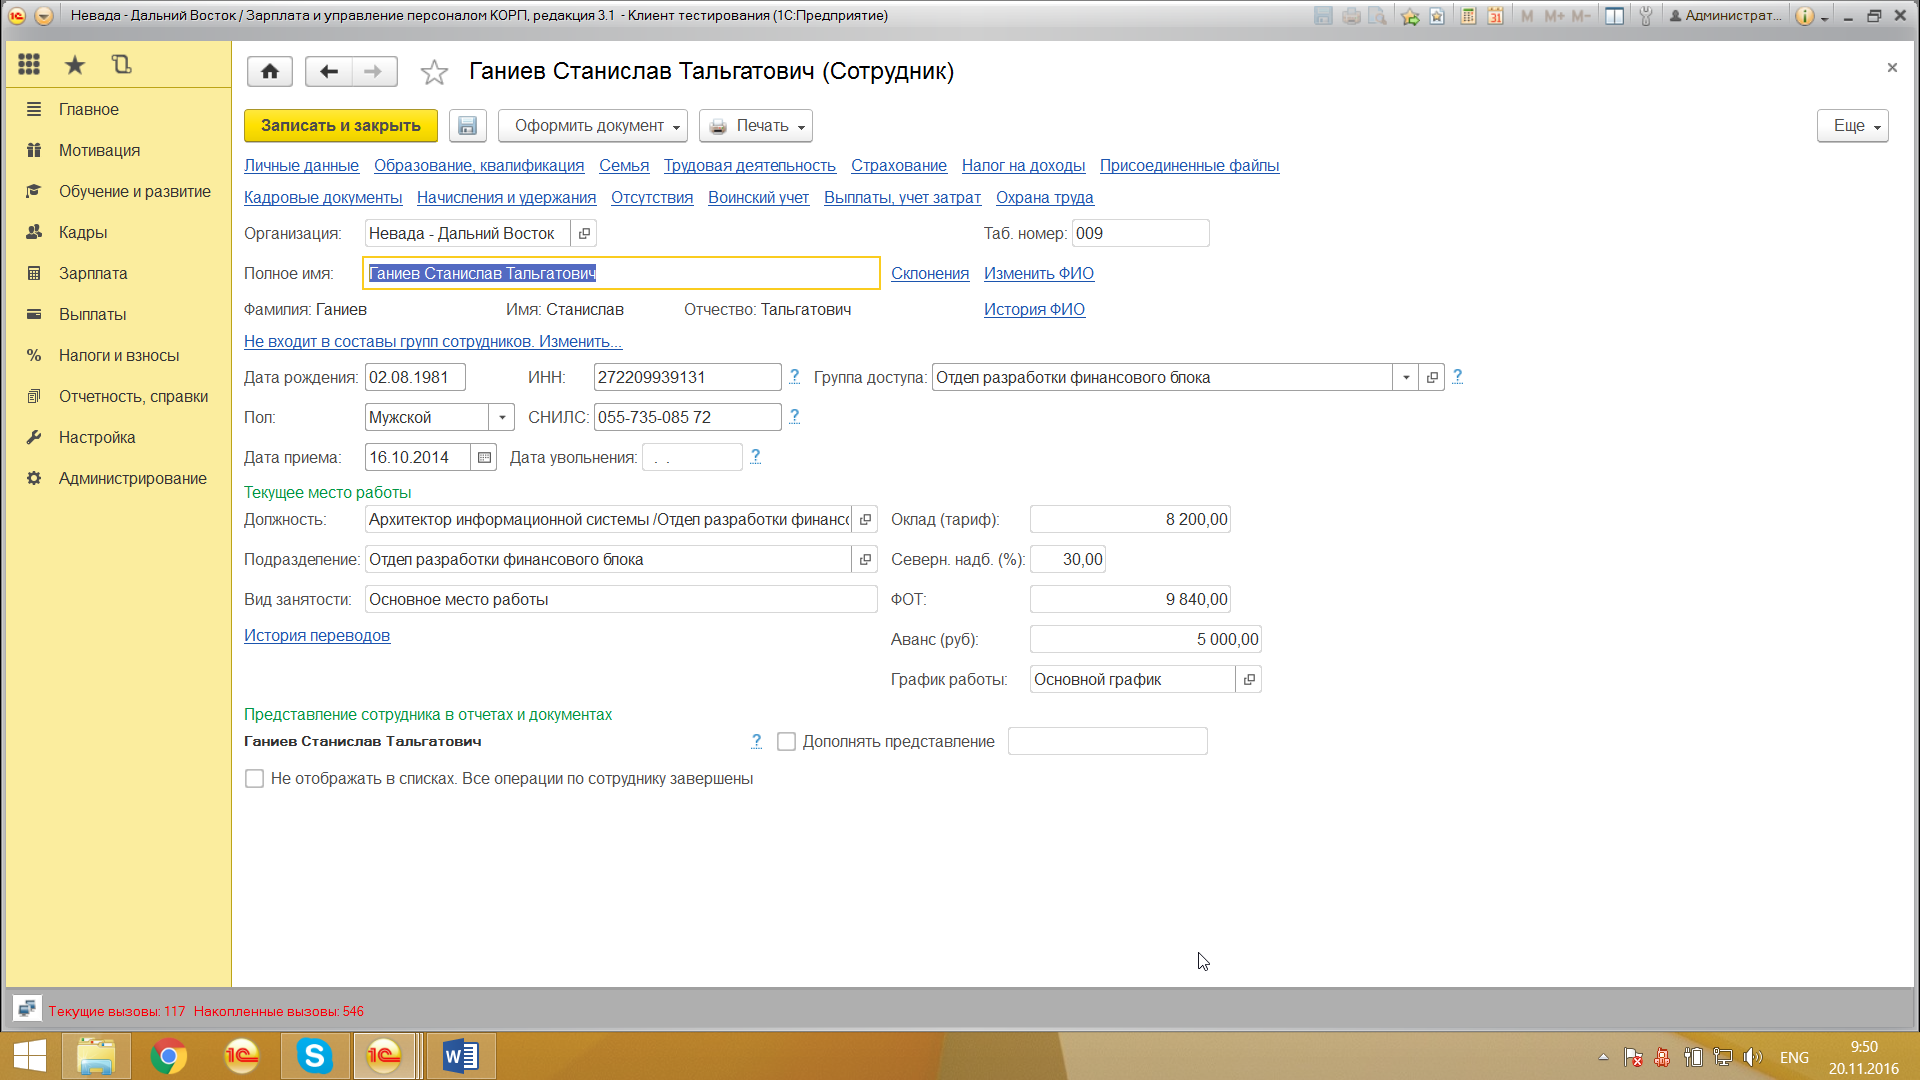 Невада - Дальний Восток / Зарплата и управление персоналом КОРП, редакция 3.1 - Клиент тестирования (1С:Предприятие)
M M+ M- Администрат...
Ганиев Станислав Тальгатович (Сотрудник)
Главное
Мотивация
Обучение и развитие
Кадры
Зарплата
Выплаты
Налоги и взносы
Отчетность, справки
Настройка
Администрирование
Записать и закрыть Оформить документ Печать Еще
Личные данные Образование, квалификация Семья Трудовая деятельность Страхование Налог на доходы Присоединенные файлы
Кадровые документы Начисления и удержания Отсутствия Воинский учет Выплаты, учет затрат Охрана труда
Организация: Невада - Дальний Восток Таб. номер: 009
Полное имя: Ганиев Станислав Тальгатович Склонения Изменить ФИО
Фамилия: Ганиев Имя: Станислав Отчество: Тальгатович История ФИО
Не входит в составы групп сотрудников. Изменить...
Дата рождения: 02.08.1981 ИНН: 272209939131 ? Группа доступа: Отдел разработки финансового блока ?
Пол: Мужской СНИЛС: 055-735-085 72 ?
Дата приема: 16.10.2014 Дата увольнения: . . ?
Текущее место работы
Должность: Архитектор информационной системы /Отдел разработки финансо Оклад (тариф): 8 200,00
Подразделение: Отдел разработки финансового блока Северн. надб. (%): 30,00
Вид занятости: Основное место работы ФОТ: 9 840,00
История переводов Аванс (руб): 5 000,00
График работы: Основной график
Представление сотрудника в отчетах и документах
Ганиев Станислав Тальгатович ? Дополнять представление
Не отображать в списках. Все операции по сотруднику завершены
Текущие вызовы: 117 Накопленные вызовы: 546
ENG 9:50
20.11.2016